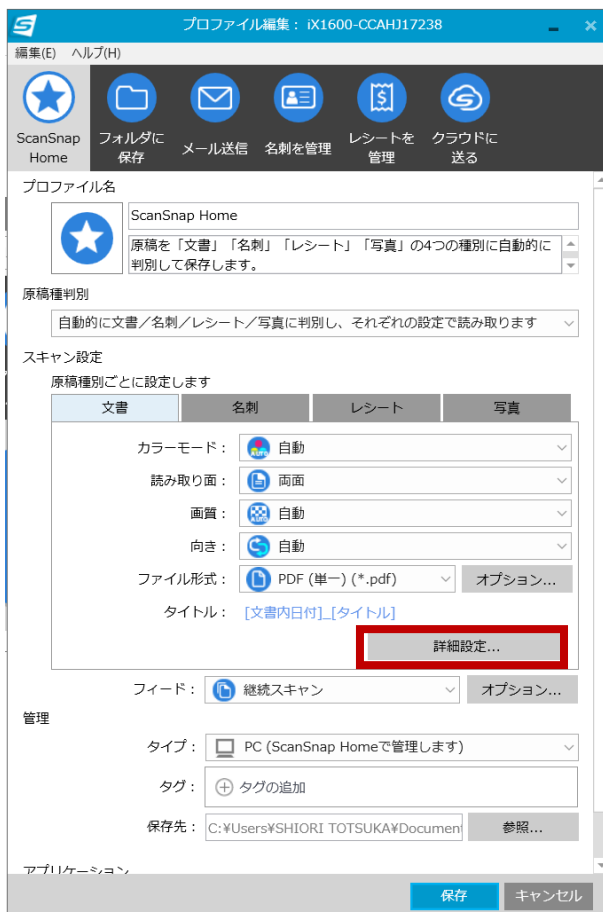 プロファイル編集： iX1600-CCAHJ17238
編集(E) ヘルプ(H)
ScanSnap Home
フォルダに保存
メール送信
名刺を管理
レシートを管理
クラウドに送る
プロファイル名
ScanSnap Home
原稿を「文書」「名刺」「レシート」「写真」の4つの種別に自動的に
判別して保存します。
原稿種判別
自動的に文書／名刺／レシート／写真に判別し、それぞれの設定で読み取ります
スキャン設定
原稿種別ごとに設定します
文書 名刺 レシート 写真
カラーモード： AUTO 自動
読み取り面： 両面
画質： AUTO 自動
向き： 自動
ファイル形式： PDF (単一) (*.pdf) オプション...
タイトル： [文書内日付]_[タイトル]
詳細設定...
フィード： 継続スキャン オプション...
管理
タイプ： PC (ScanSnap Homeで管理します)
タグ： タグの追加
保存先： C:¥Users¥SHIORI TOTSUKA¥Document 参照...
アプリケーション
保存 キャンセル